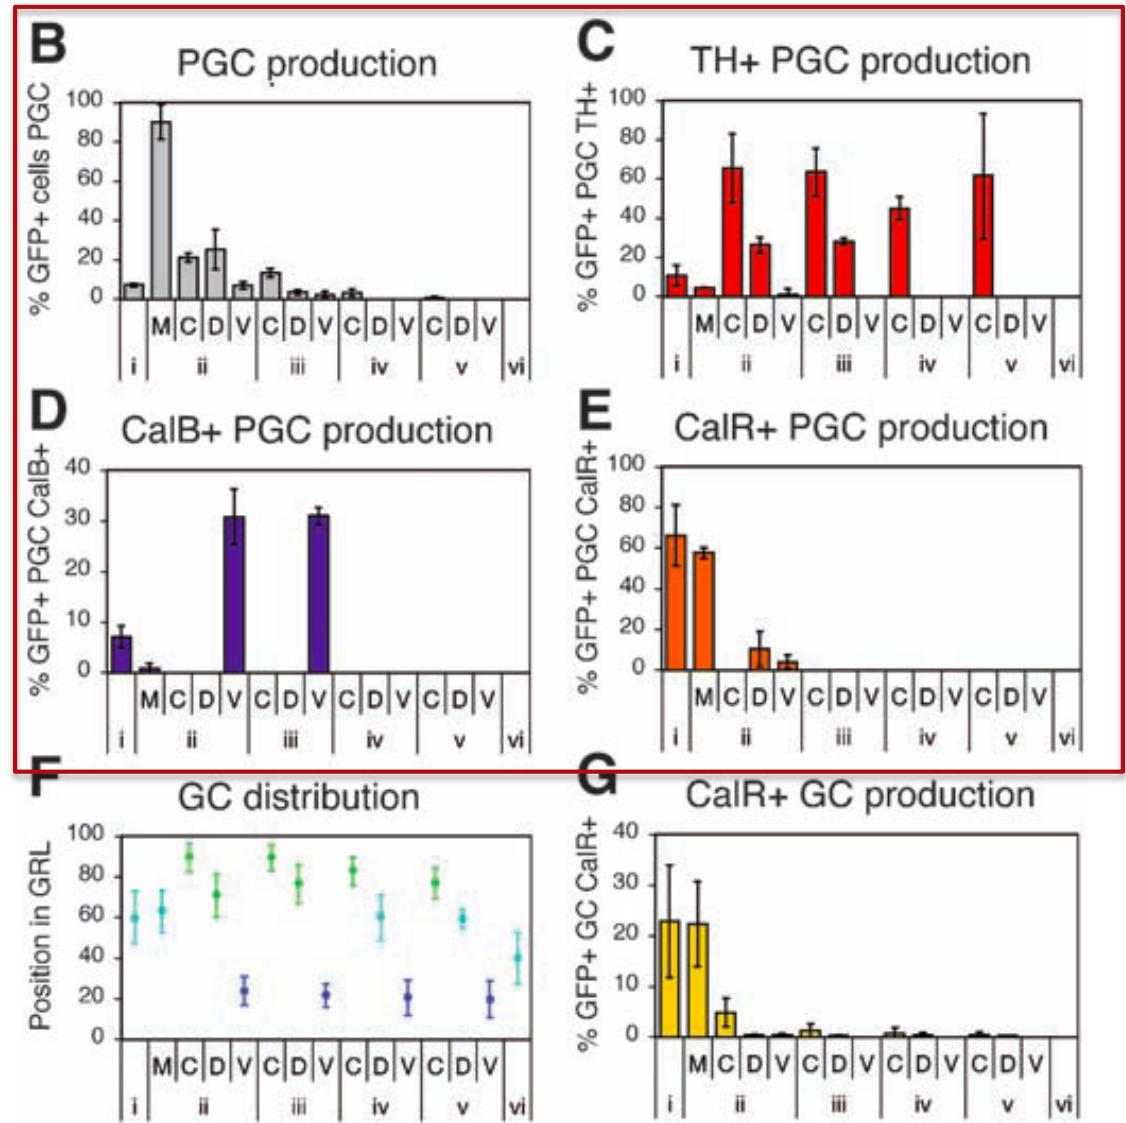 B
PGC production
% GFP+ cells PGC
100
80
60
40
20
0
M C D V C D V C D V C D V
i ii iii iv v vi
C
TH+ PGC production
% GFP+ PGC TH+
100
80
60
40
20
0
M C D V C D V C D V C D V
i ii iii iv v vi
D
CalB+ PGC production
% GFP+ PGC CalB+
40
30
20
10
0
M C D V C D V C D V C D V
i ii iii iv v vi
E
CalR+ PGC production
% GFP+ PGC CalR+
100
80
60
40
20
0
M C D V C D V C D V C D V
i ii iii iv v vi
F
GC distribution
Position in GRL
100
80
60
40
20
0
M C D V C D V C D V C D V
i ii iii iv v vi
G
CalR+ GC production
% GFP+ GC CalR+
40
30
20
10
0
M C D V C D V C D V C D V
i ii iii iv v vi